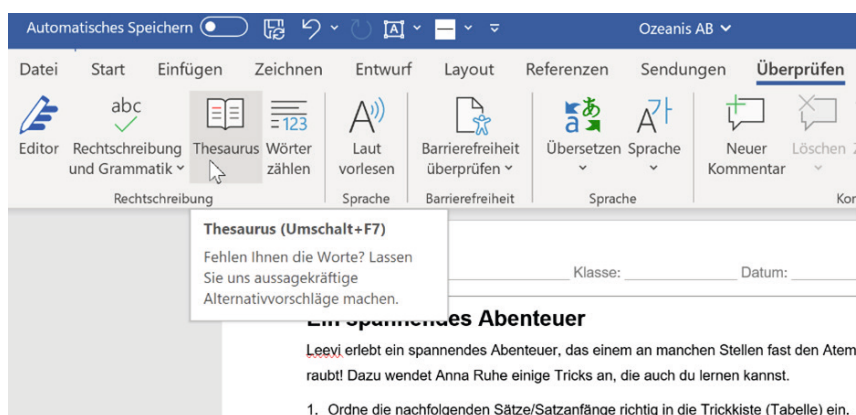 Automatisches Speichern A Ozeanis AB
Datei Start Einfügen Zeichnen Entwurf Layout Referenzen Sendungen Überprüfen
abc 123 A a あ A
Editor Rechtschreibung Thesaurus Wörter Laut Barrierefreiheit Übersetzen Sprache Neuer Löschen
und Grammatik zählen vorlesen überprüfen Kommentar
Rechtschreibung Sprache Barrierefreiheit Sprache
Thesaurus (Umschalt+F7)
Fehlen Ihnen die Worte? Lassen
Sie uns aussagekräftige
Alternativvorschläge machen.
Klasse: Datum:
Ein spannendes Abenteuer
Leevi erlebt ein spannendes Abenteuer, das einem an manchen Stellen fast den Atem
raubt! Dazu wendet Anna Ruhe einige Tricks an, die auch du lernen kannst.
1. Ordne die nachfolgenden Sätze/Satzanfänge richtig in die Trickkiste (Tabelle) ein.